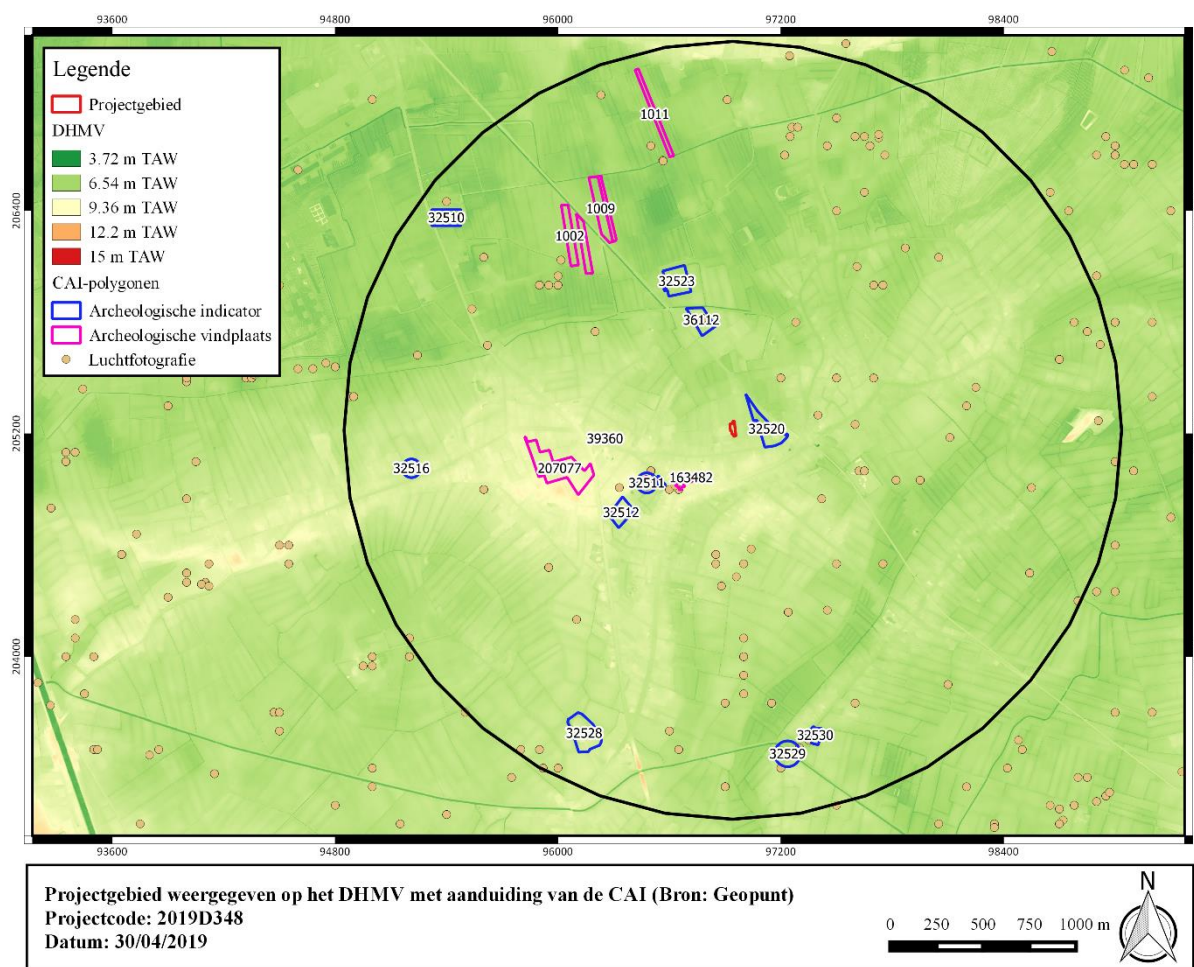 93600 94800 96000 97200 98400
Legende
Projectgebied
DHMV
3.72 m TAW
6.54 m TAW
9.36 m TAW
12.2 m TAW
15 m TAW
CAI-polygonen
Archeologische indicator
Archeologische vindplaats
Luchtfotografie
1011
206400
206400
32510
1009
1002
32523
36112
205200
205200
32520
39360
32516
207077
32511
163482
32512
204000
204000
32528
32530
32529
93600 94800 96000 97200 98400
Projectgebied weergegeven op het DHMV met aanduiding van de CAI (Bron: Geopunt)
Projectcode: 2019D348
Datum: 30/04/2019
0 250 500 750 1000 m
N